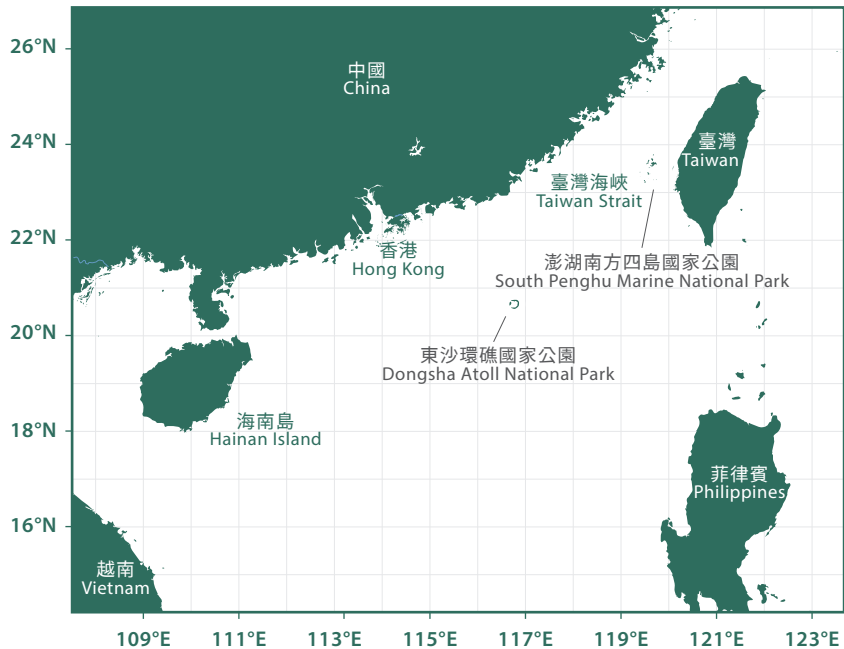 26°N
24°N
22°N
20°N
18°N
16°N
中國
China
臺灣
Taiwan
臺灣海峽
Taiwan Strait
香港
Hong Kong
澎湖南方四島國家公園
South Penghu Marine National Park
東沙環礁國家公園
Dongsha Atoll National Park
海南島
Hainan Island
菲律賓
Philippines
越南
Vietnam
109°E 111°E 113°E 115°E 117°E 119°E 121°E 123°E